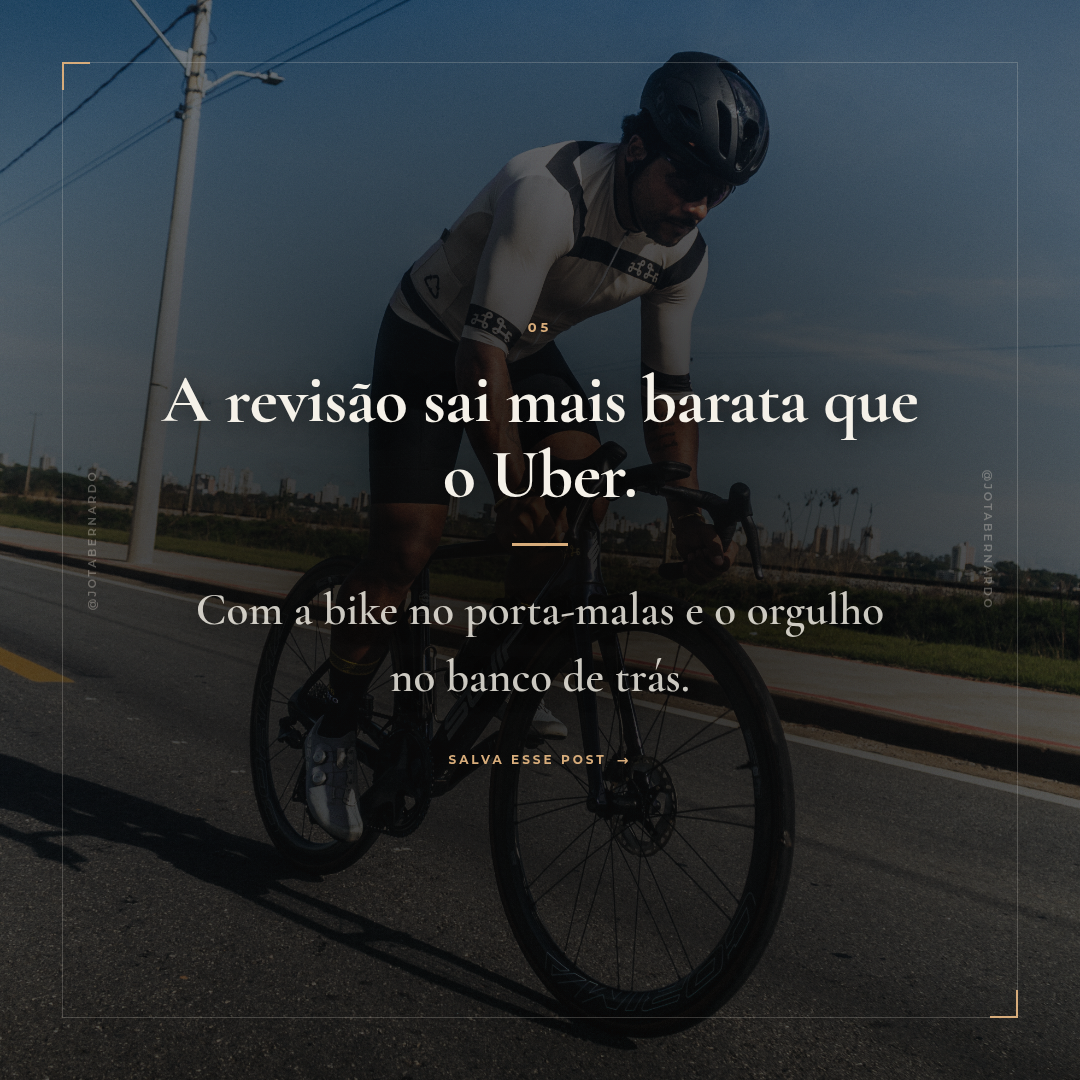 05
A revisão sai mais barata que
o Uber.
@JOTABERNARDO
@JOTABERNARDO
Com a bike no porta-malas e o orgulho
no banco de trás.
SALVA ESSE POST →